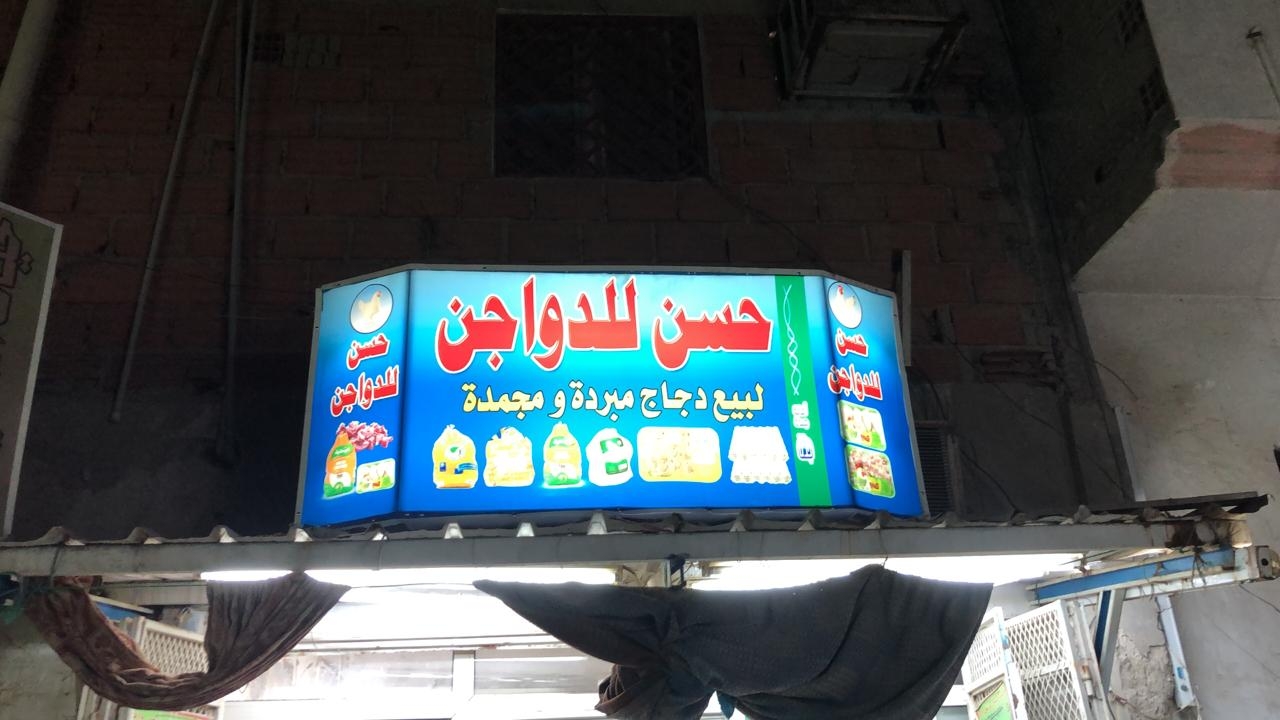 حسن للدواجن
لبيع دجاج مبردة و مجمدة
حسن
للدواجن
حسن
للدواجن